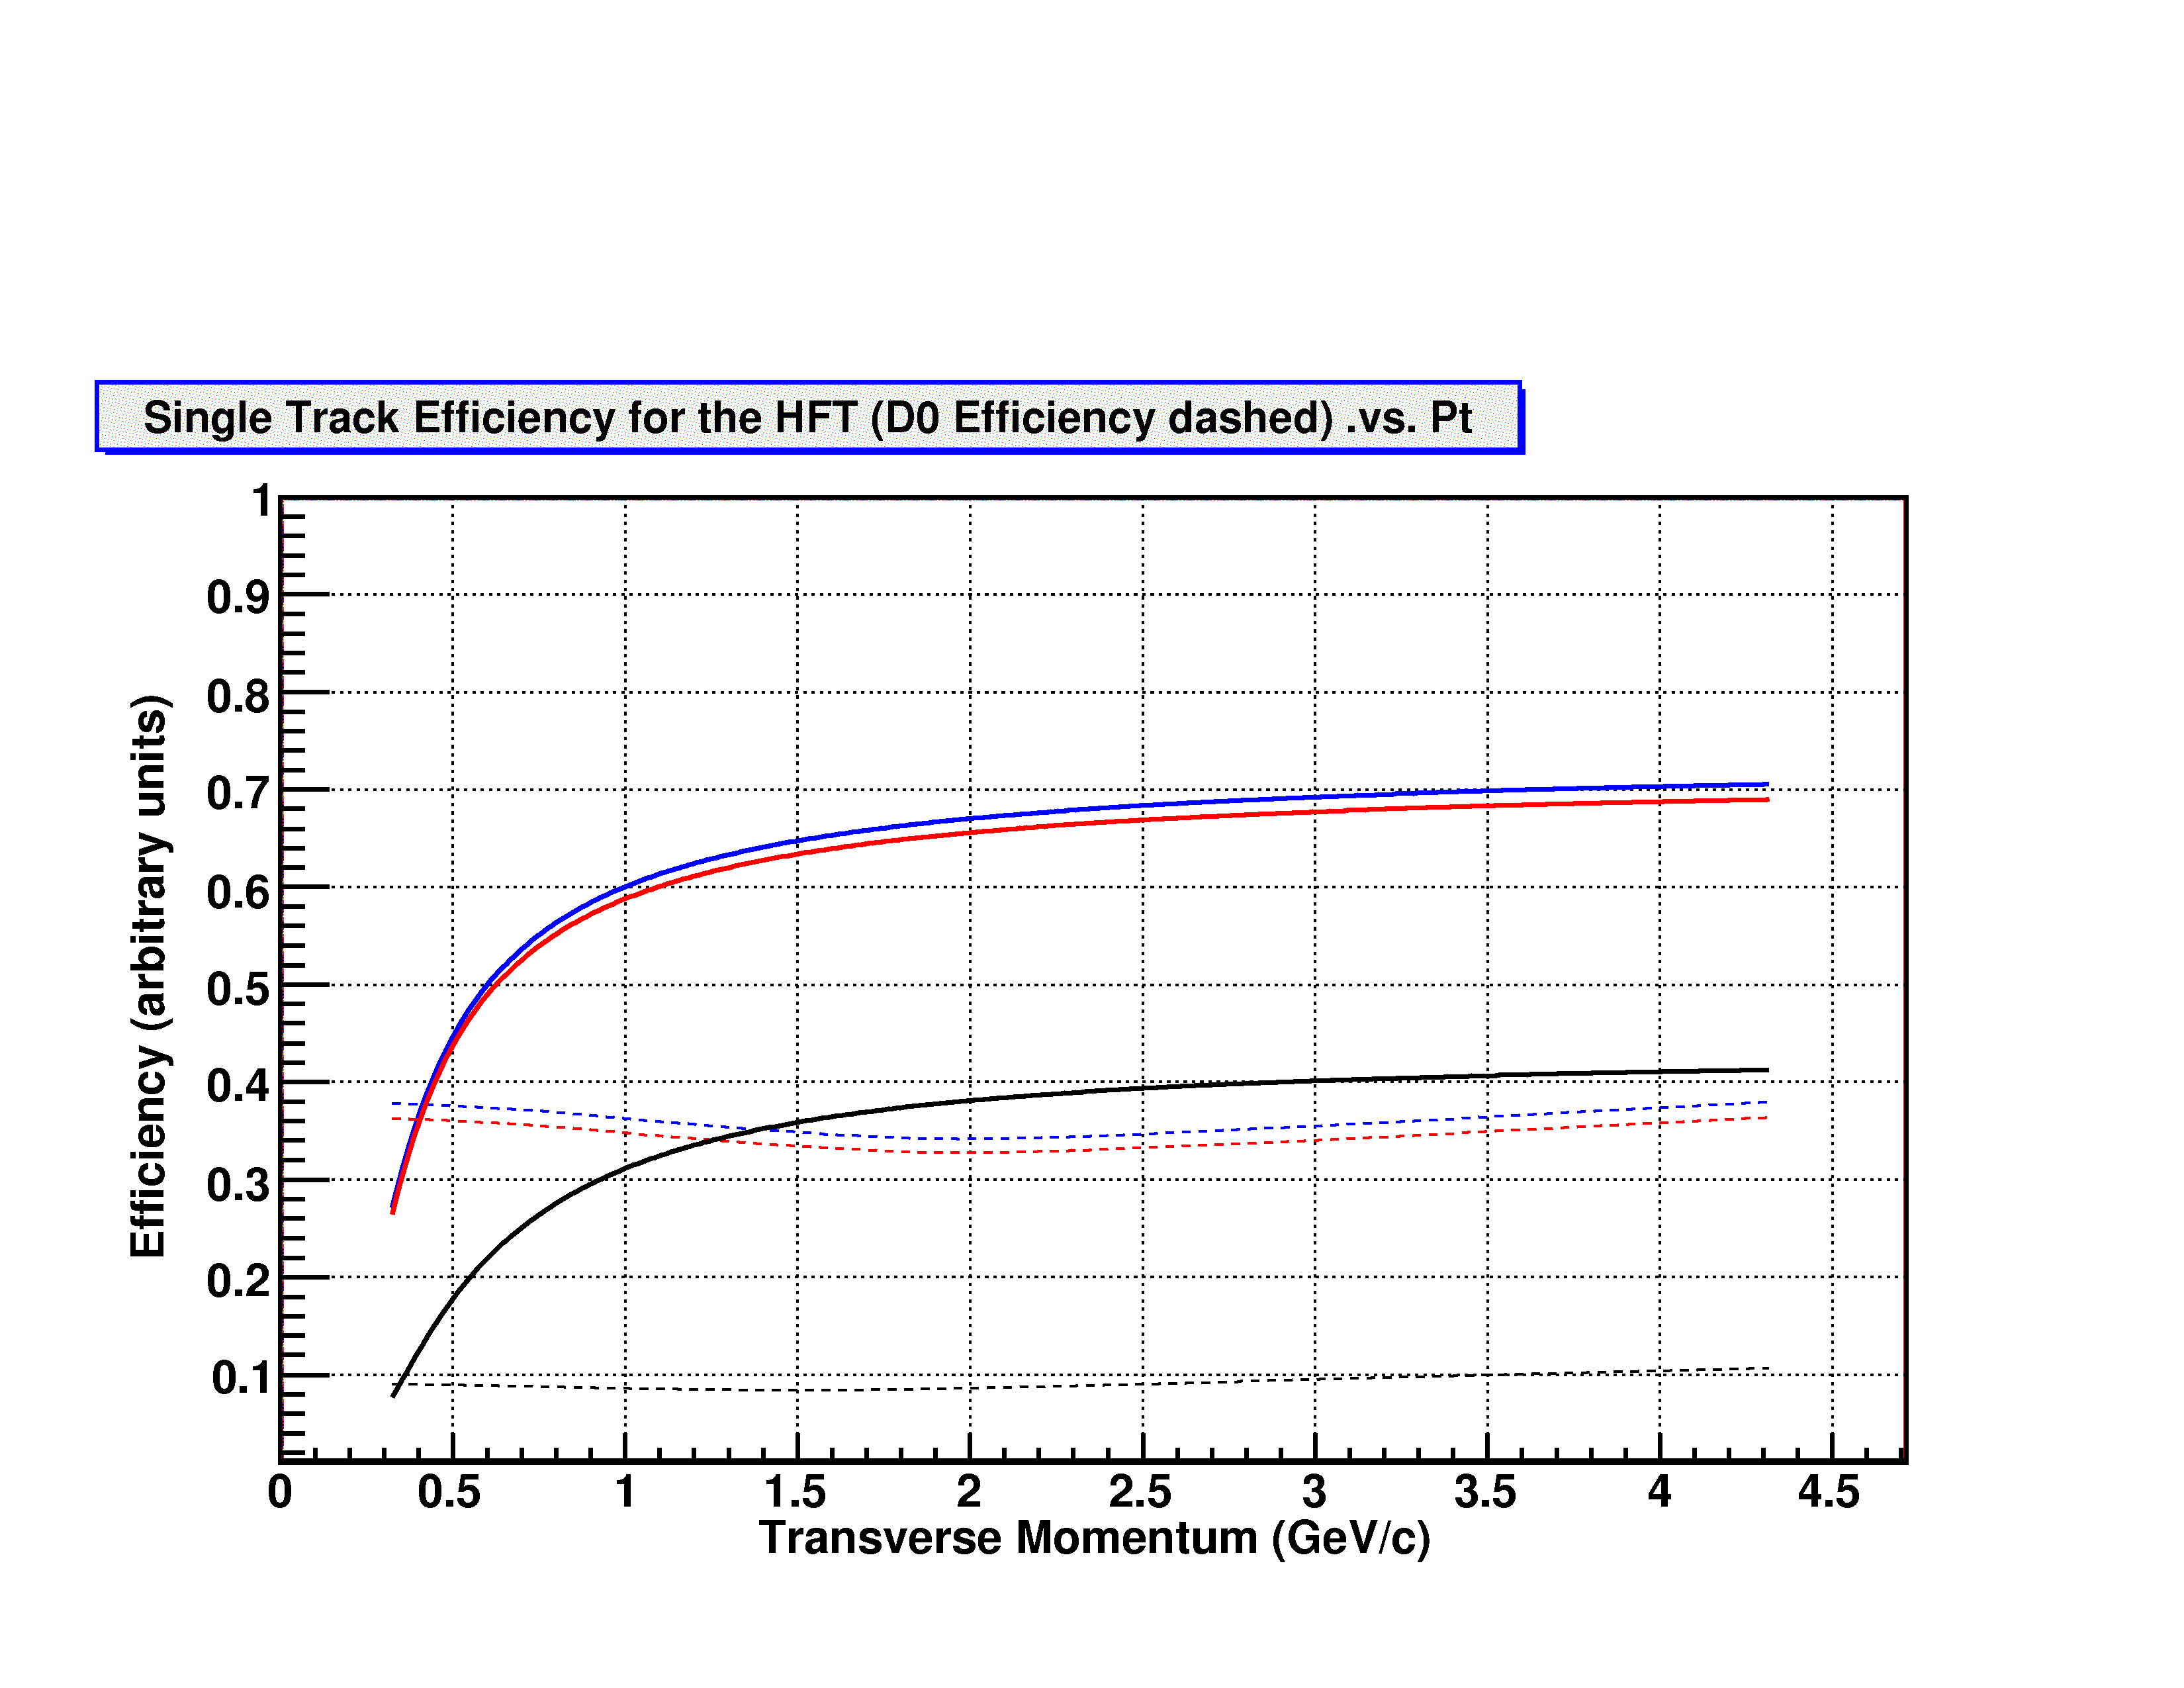 Single Track Efficiency for the HFT (D0 Efficiency dashed) .vs. Pt
1
0.9
0.8
0.7
0.6
0.5
0.4
0.3
0.2
0.1
Efficiency (arbitrary units)
0 0.5 1 1.5 2 2.5 3 3.5 4 4.5
Transverse Momentum (GeV/c)